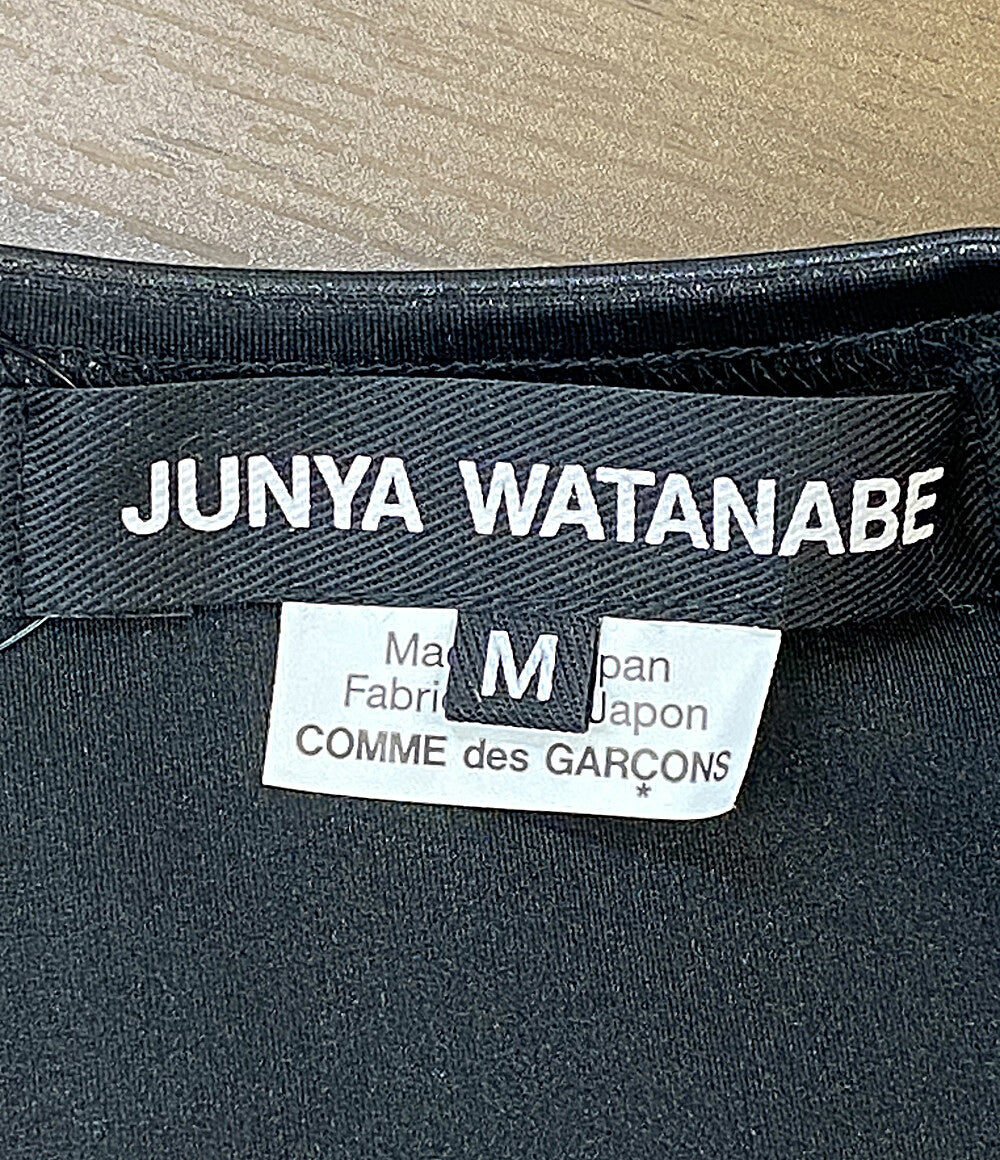 JUNYA WATANABE
M
Ma pan
Fabri Japon
COMME des GARÇONS
*